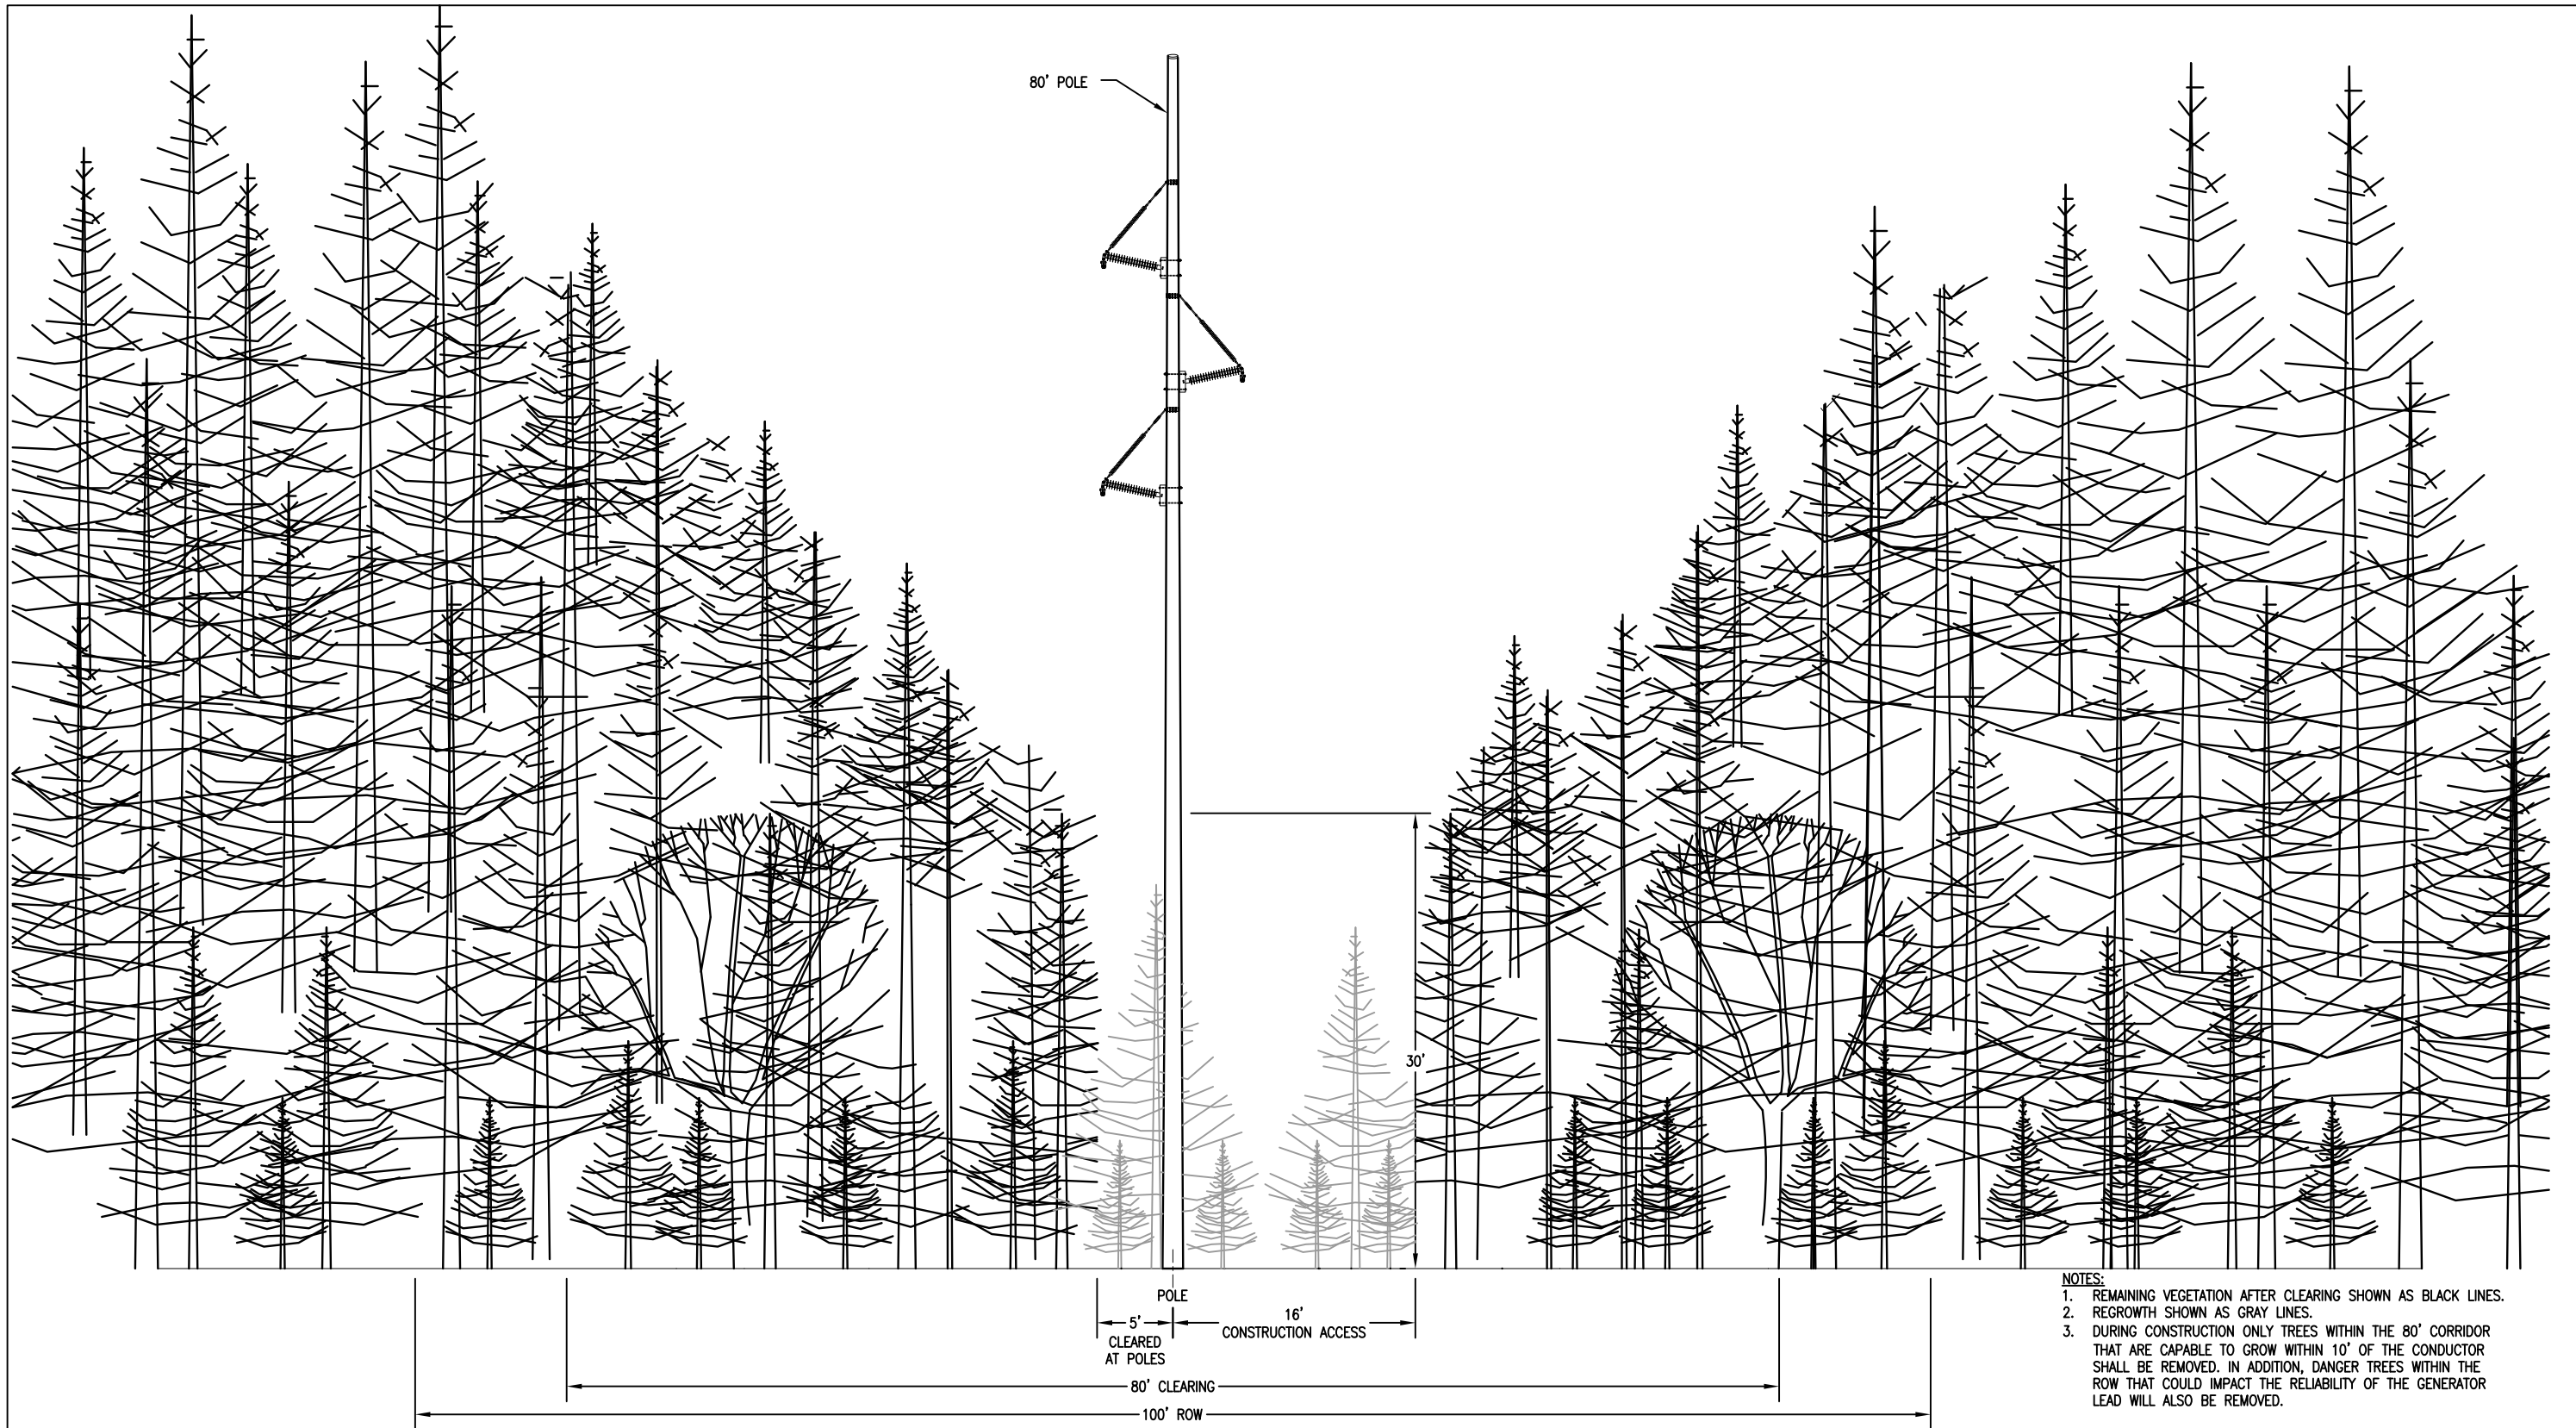 80' POLE
30'
POLE
5'
CLEARED
AT POLES
16'
CONSTRUCTION ACCESS
80' CLEARING
100' ROW
NOTES:
1. REMAINING VEGETATION AFTER CLEARING SHOWN AS BLACK LINES.
2. REGROWTH SHOWN AS GRAY LINES.
3. DURING CONSTRUCTION ONLY TREES WITHIN THE 80' CORRIDOR
THAT ARE CAPABLE TO GROW WITHIN 10' OF THE CONDUCTOR
SHALL BE REMOVED. IN ADDITION, DANGER TREES WITHIN THE
ROW THAT COULD IMPACT THE RELIABILITY OF THE GENERATOR
LEAD WILL ALSO BE REMOVED.